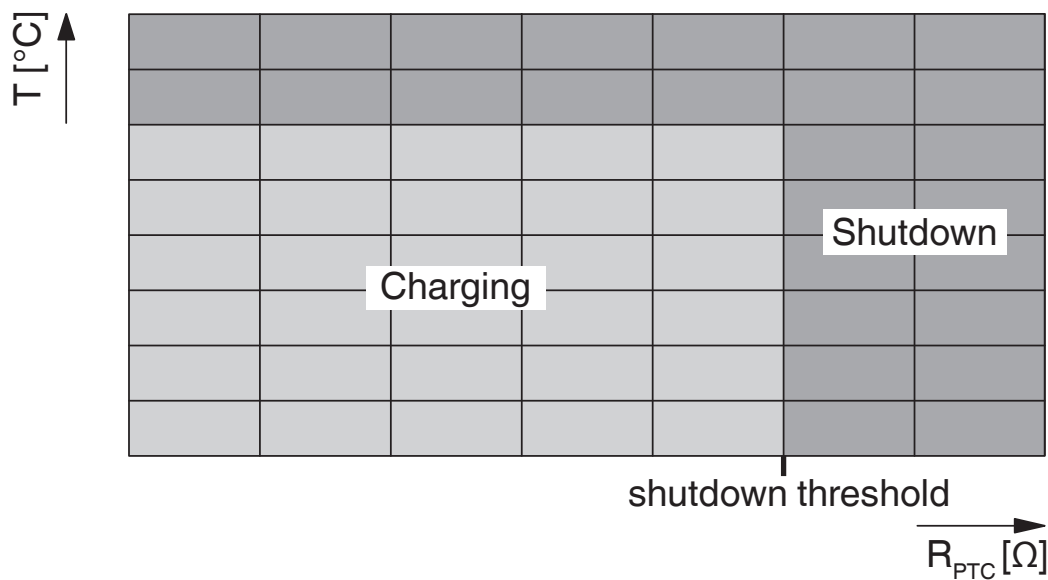 T [°C]
Shutdown
Charging
shutdown threshold
R_PTC [Ω]